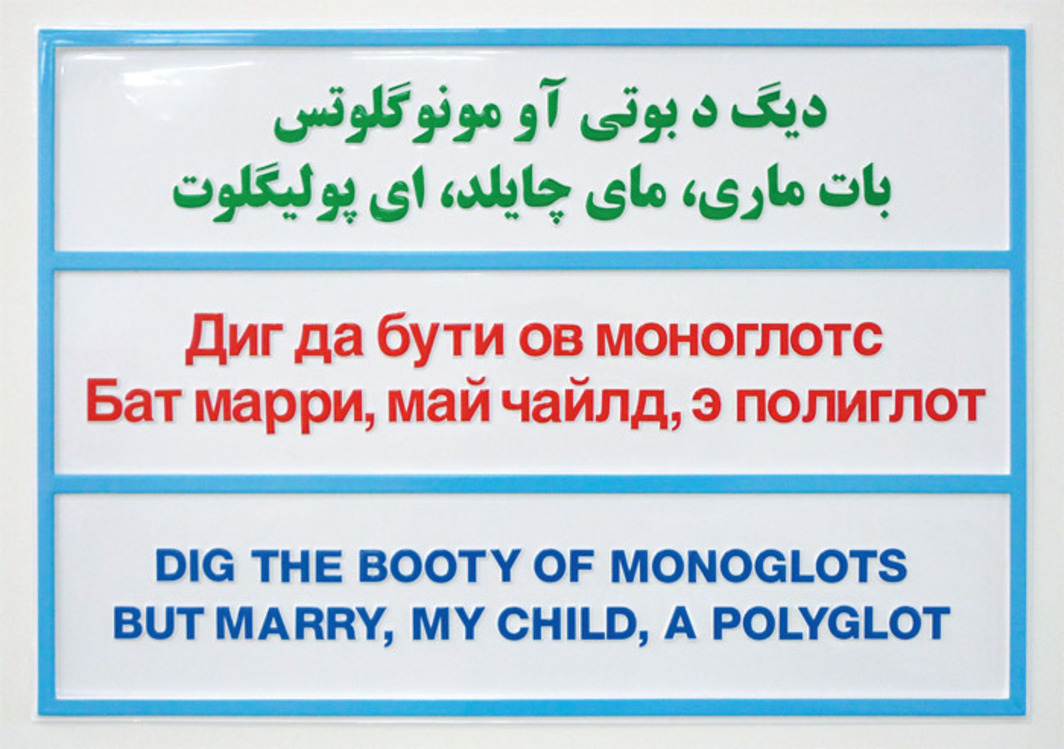 دیگ د بوتی آو مونوگلوتس
بات ماری، مای چایلد، ای پولیگلوت
Диг да бути ов моноглотс
Бат марри, май чайлд, э полиглот
DIG THE BOOTY OF MONOGLOTS
BUT MARRY, MY CHILD, A POLYGLOT